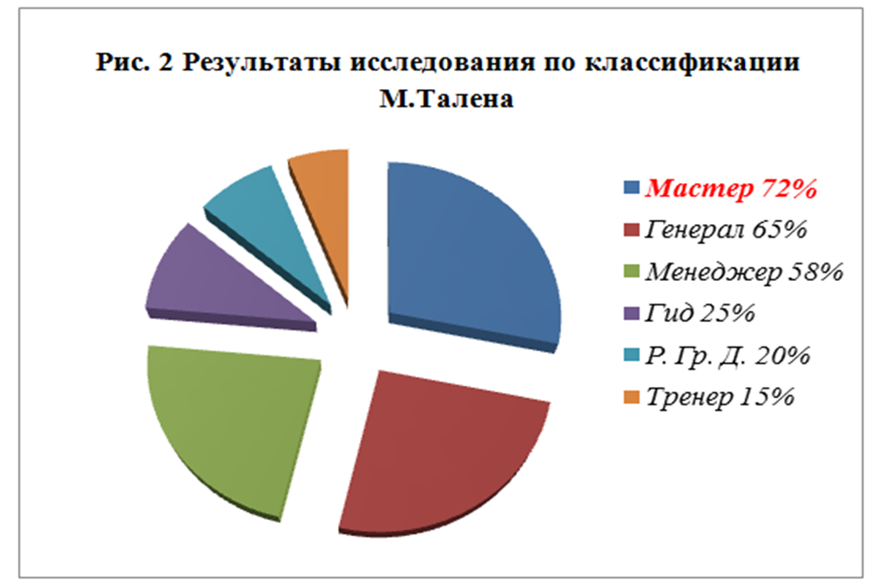 Рис. 2 Результаты исследования по классификации
М.Талена
Мастер 72%
Генерал 65%
Менеджер 58%
Гид 25%
Р. Гр. Д. 20%
Тренер 15%